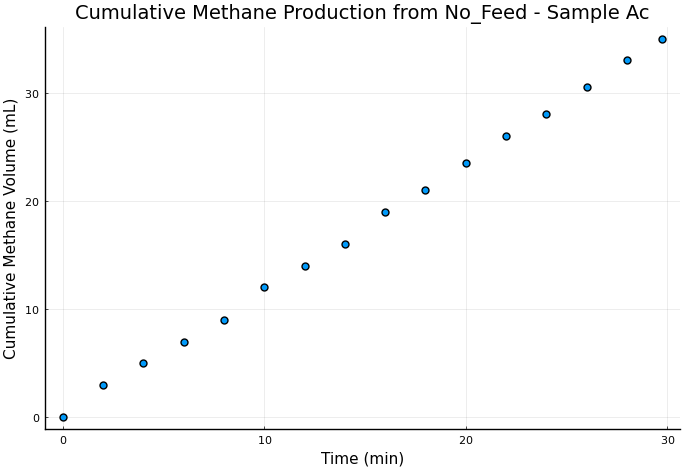 Cumulative Methane Production from No_Feed - Sample Ac
Cumulative Methane Volume (mL)
30
20
10
0
0 10 20 30
Time (min)